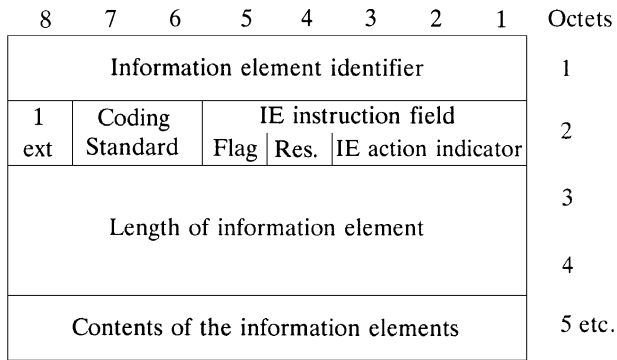 8 7 6 5 4 3 2 1 Octets
Information element identifier 1
1 Coding IE instruction field
ext Standard Flag Res. IE action indicator 2
3
Length of information element
4
Contents of the information elements 5 etc.